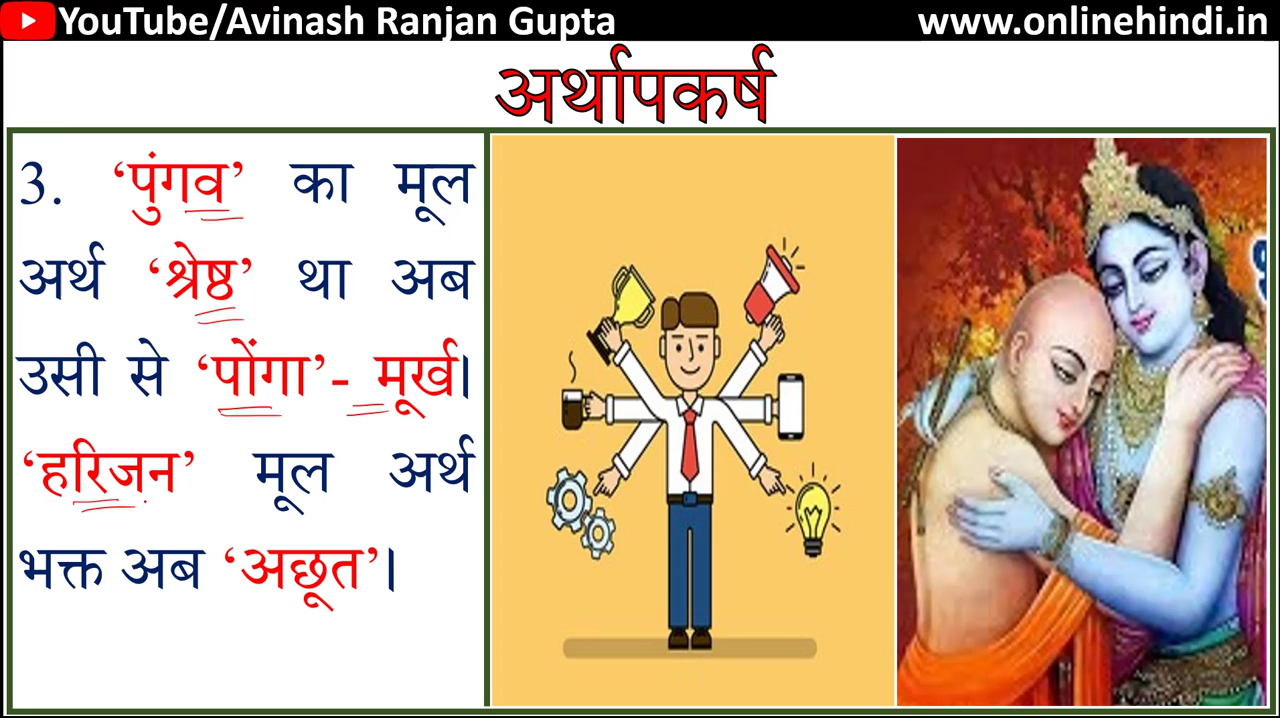 YouTube/Avinash Ranjan Gupta
www.onlinehindi.in
अर्थापकर्ष
3. ‘पुंगव’ का मूल
अर्थ ‘श्रेष्ठ’ था अब
उसी से ‘पोंगा’- मूर्ख।
‘हरिजन’ मूल अर्थ
भक्त अब ‘अछूत’।